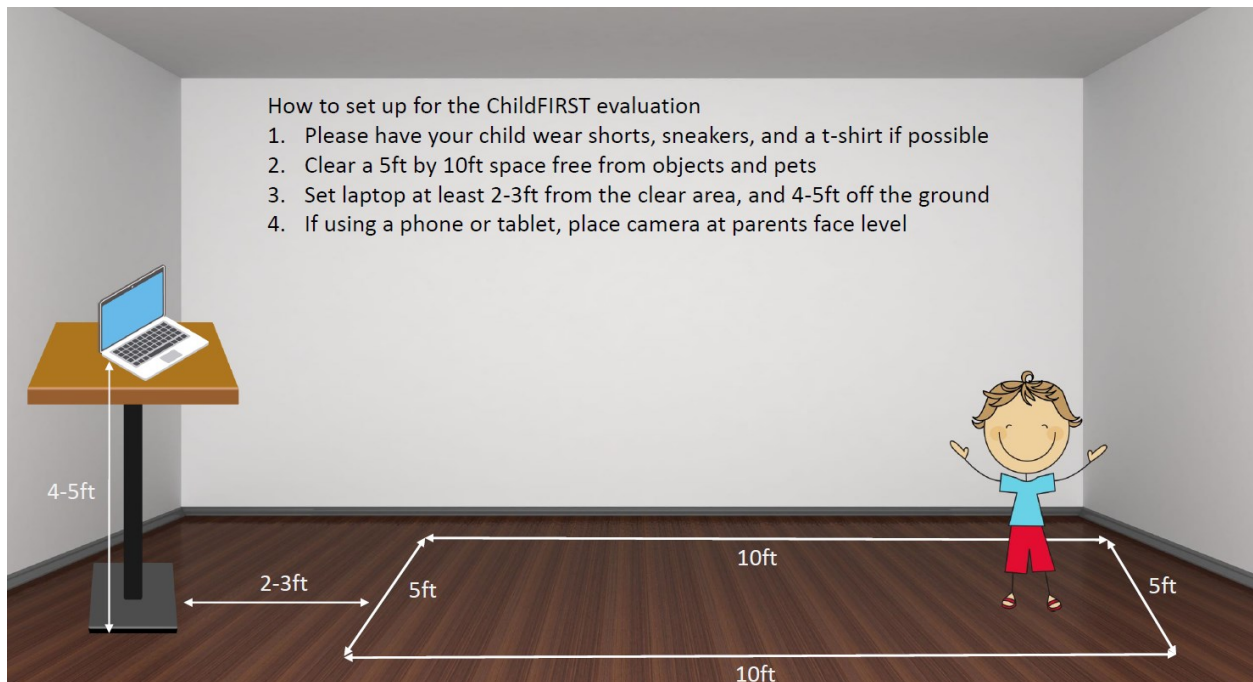 How to set up for the ChildFIRST evaluation
1. Please have your child wear shorts, sneakers, and a t-shirt if possible
2. Clear a 5ft by 10ft space free from objects and pets
3. Set laptop at least 2-3ft from the clear area, and 4-5ft off the ground
4. If using a phone or tablet, place camera at parents face level
4-5ft
2-3ft
5ft
10ft
5ft
10ft